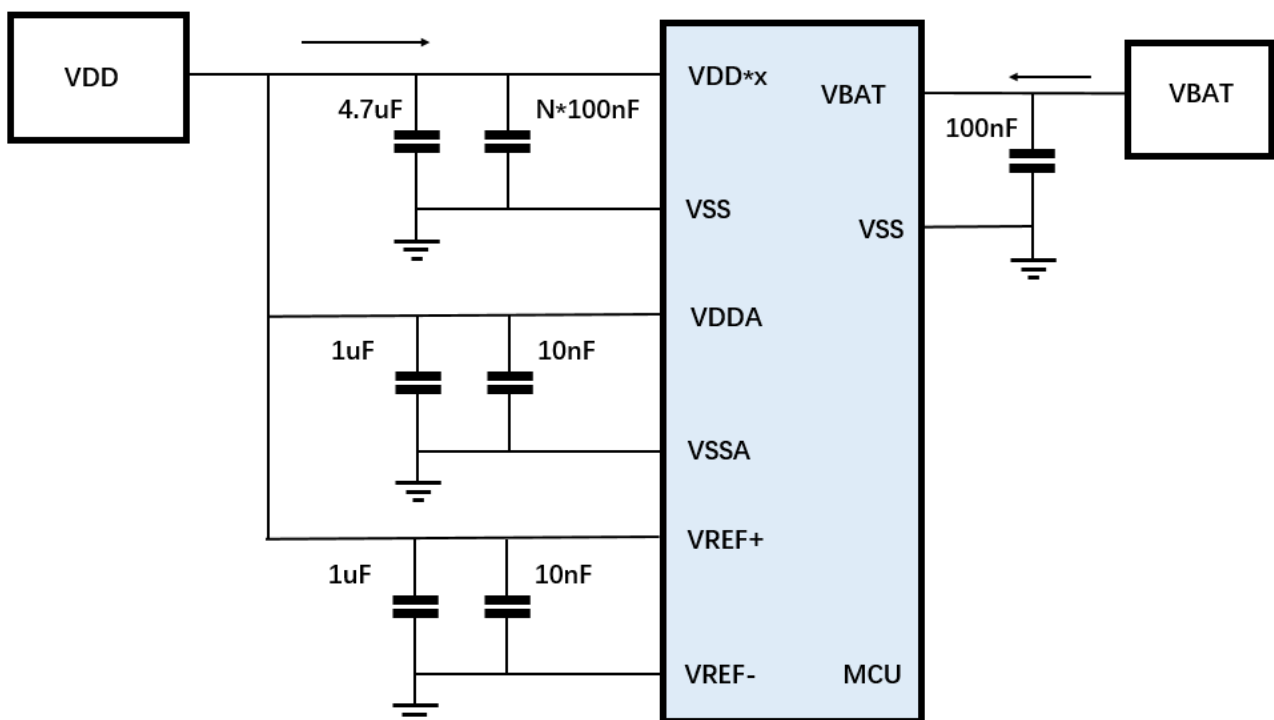 VDD
VDD*x
VBAT
VBAT
4.7uF
N*100nF
100nF
VSS
VSS
VDDA
1uF
10nF
VSSA
VREF+
1uF
10nF
VREF-
MCU